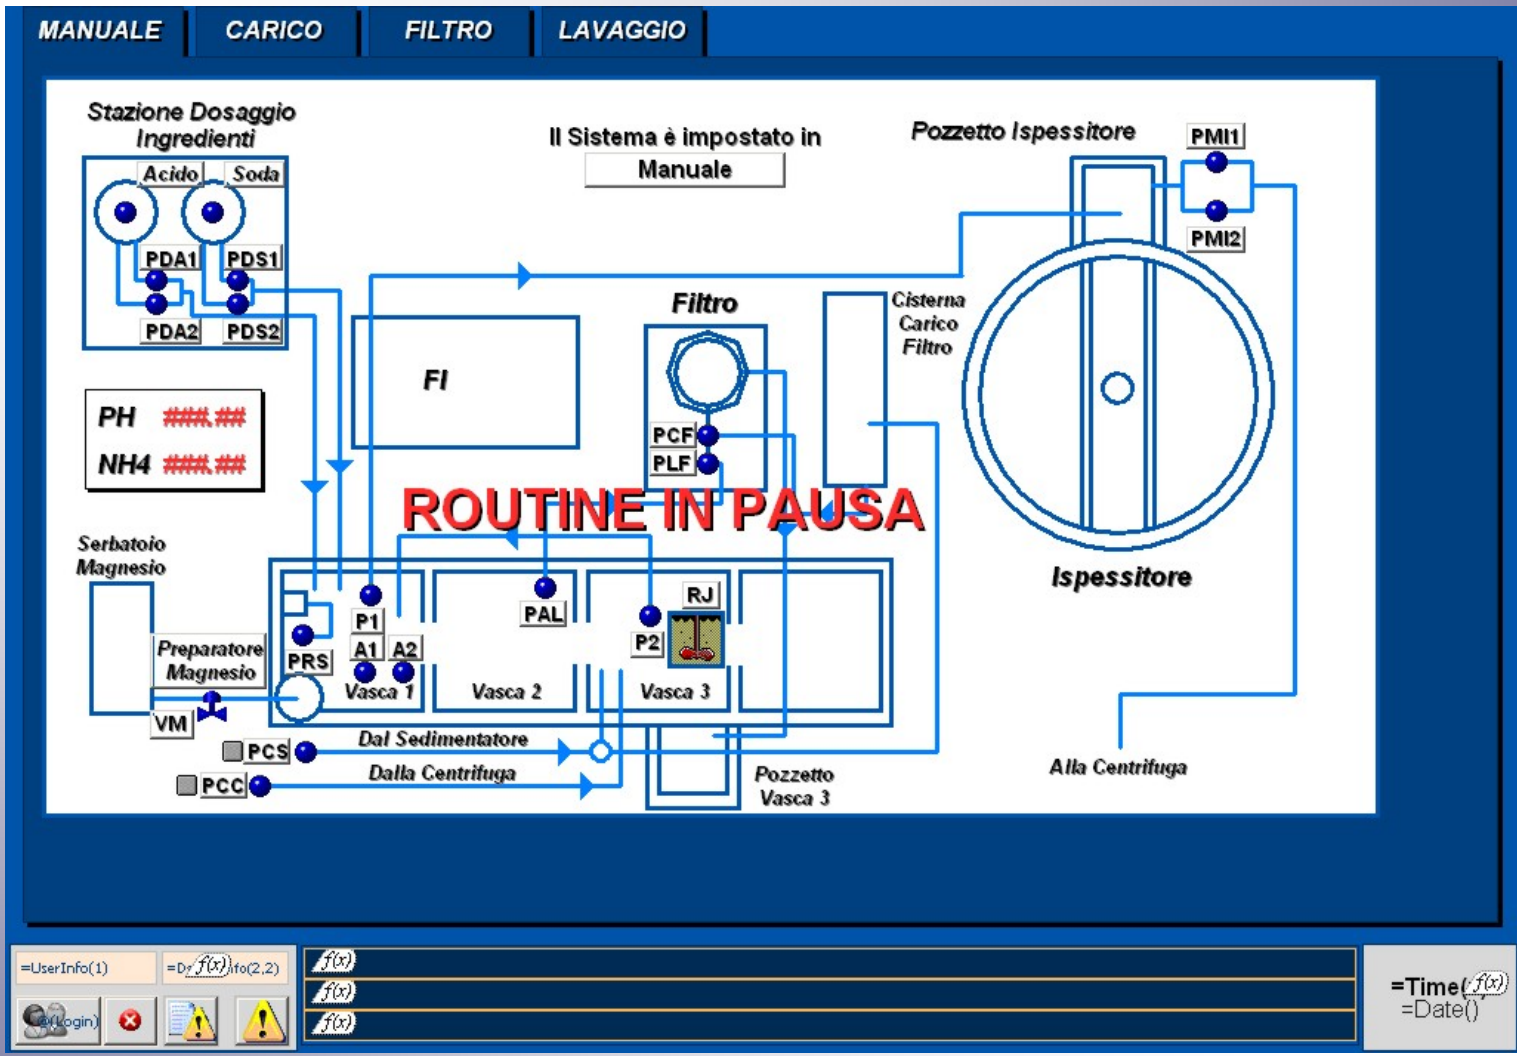 MANUALE
CARICO
FILTRO
LAVAGGIO
Stazione Dosaggio
Ingredienti
Acido
Soda
PDA1
PDS1
PDA2
PDS2
Il Sistema è impostato in
Manuale
Pozzetto Ispessitore
PMI1
PMI2
Filtro
Cisterna
Carico
Filtro
FI
PH ###.##
NH4 ###.##
PCF
PLF
ROUTINE IN PAUSA
Ispessitore
Serbatoio
Magnesio
Preparatore
Magnesio
VM
PRS
P1
A1
A2
Vasca 1
PAL
Vasca 2
RJ
P2
Vasca 3
PCS
Dal Sedimentatore
PCC
Dalla Centrifuga
Pozzetto
Vasca 3
Alla Centrifuga
=UserInfo(1)
f(x)
f(x)
f(x)
f(x)
=Time( f(x)
=Date()